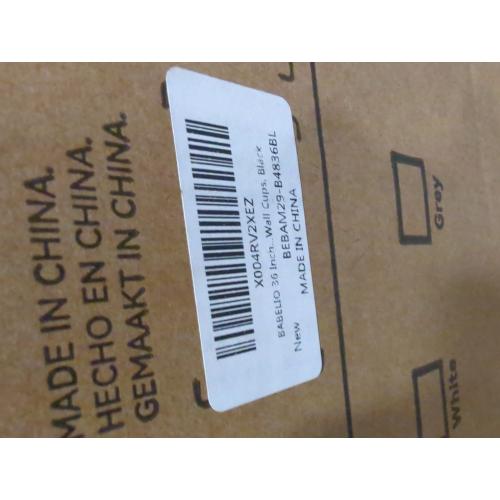 MADE IN CHINA.
HECHO EN CHINA.
GEMAAKT IN CHINA.
X004RV2XEZ
BABELIO 36 Inch...Wall Cups, Black
BEBAM29-B4836BL
New
MADE IN CHINA
Grey
White